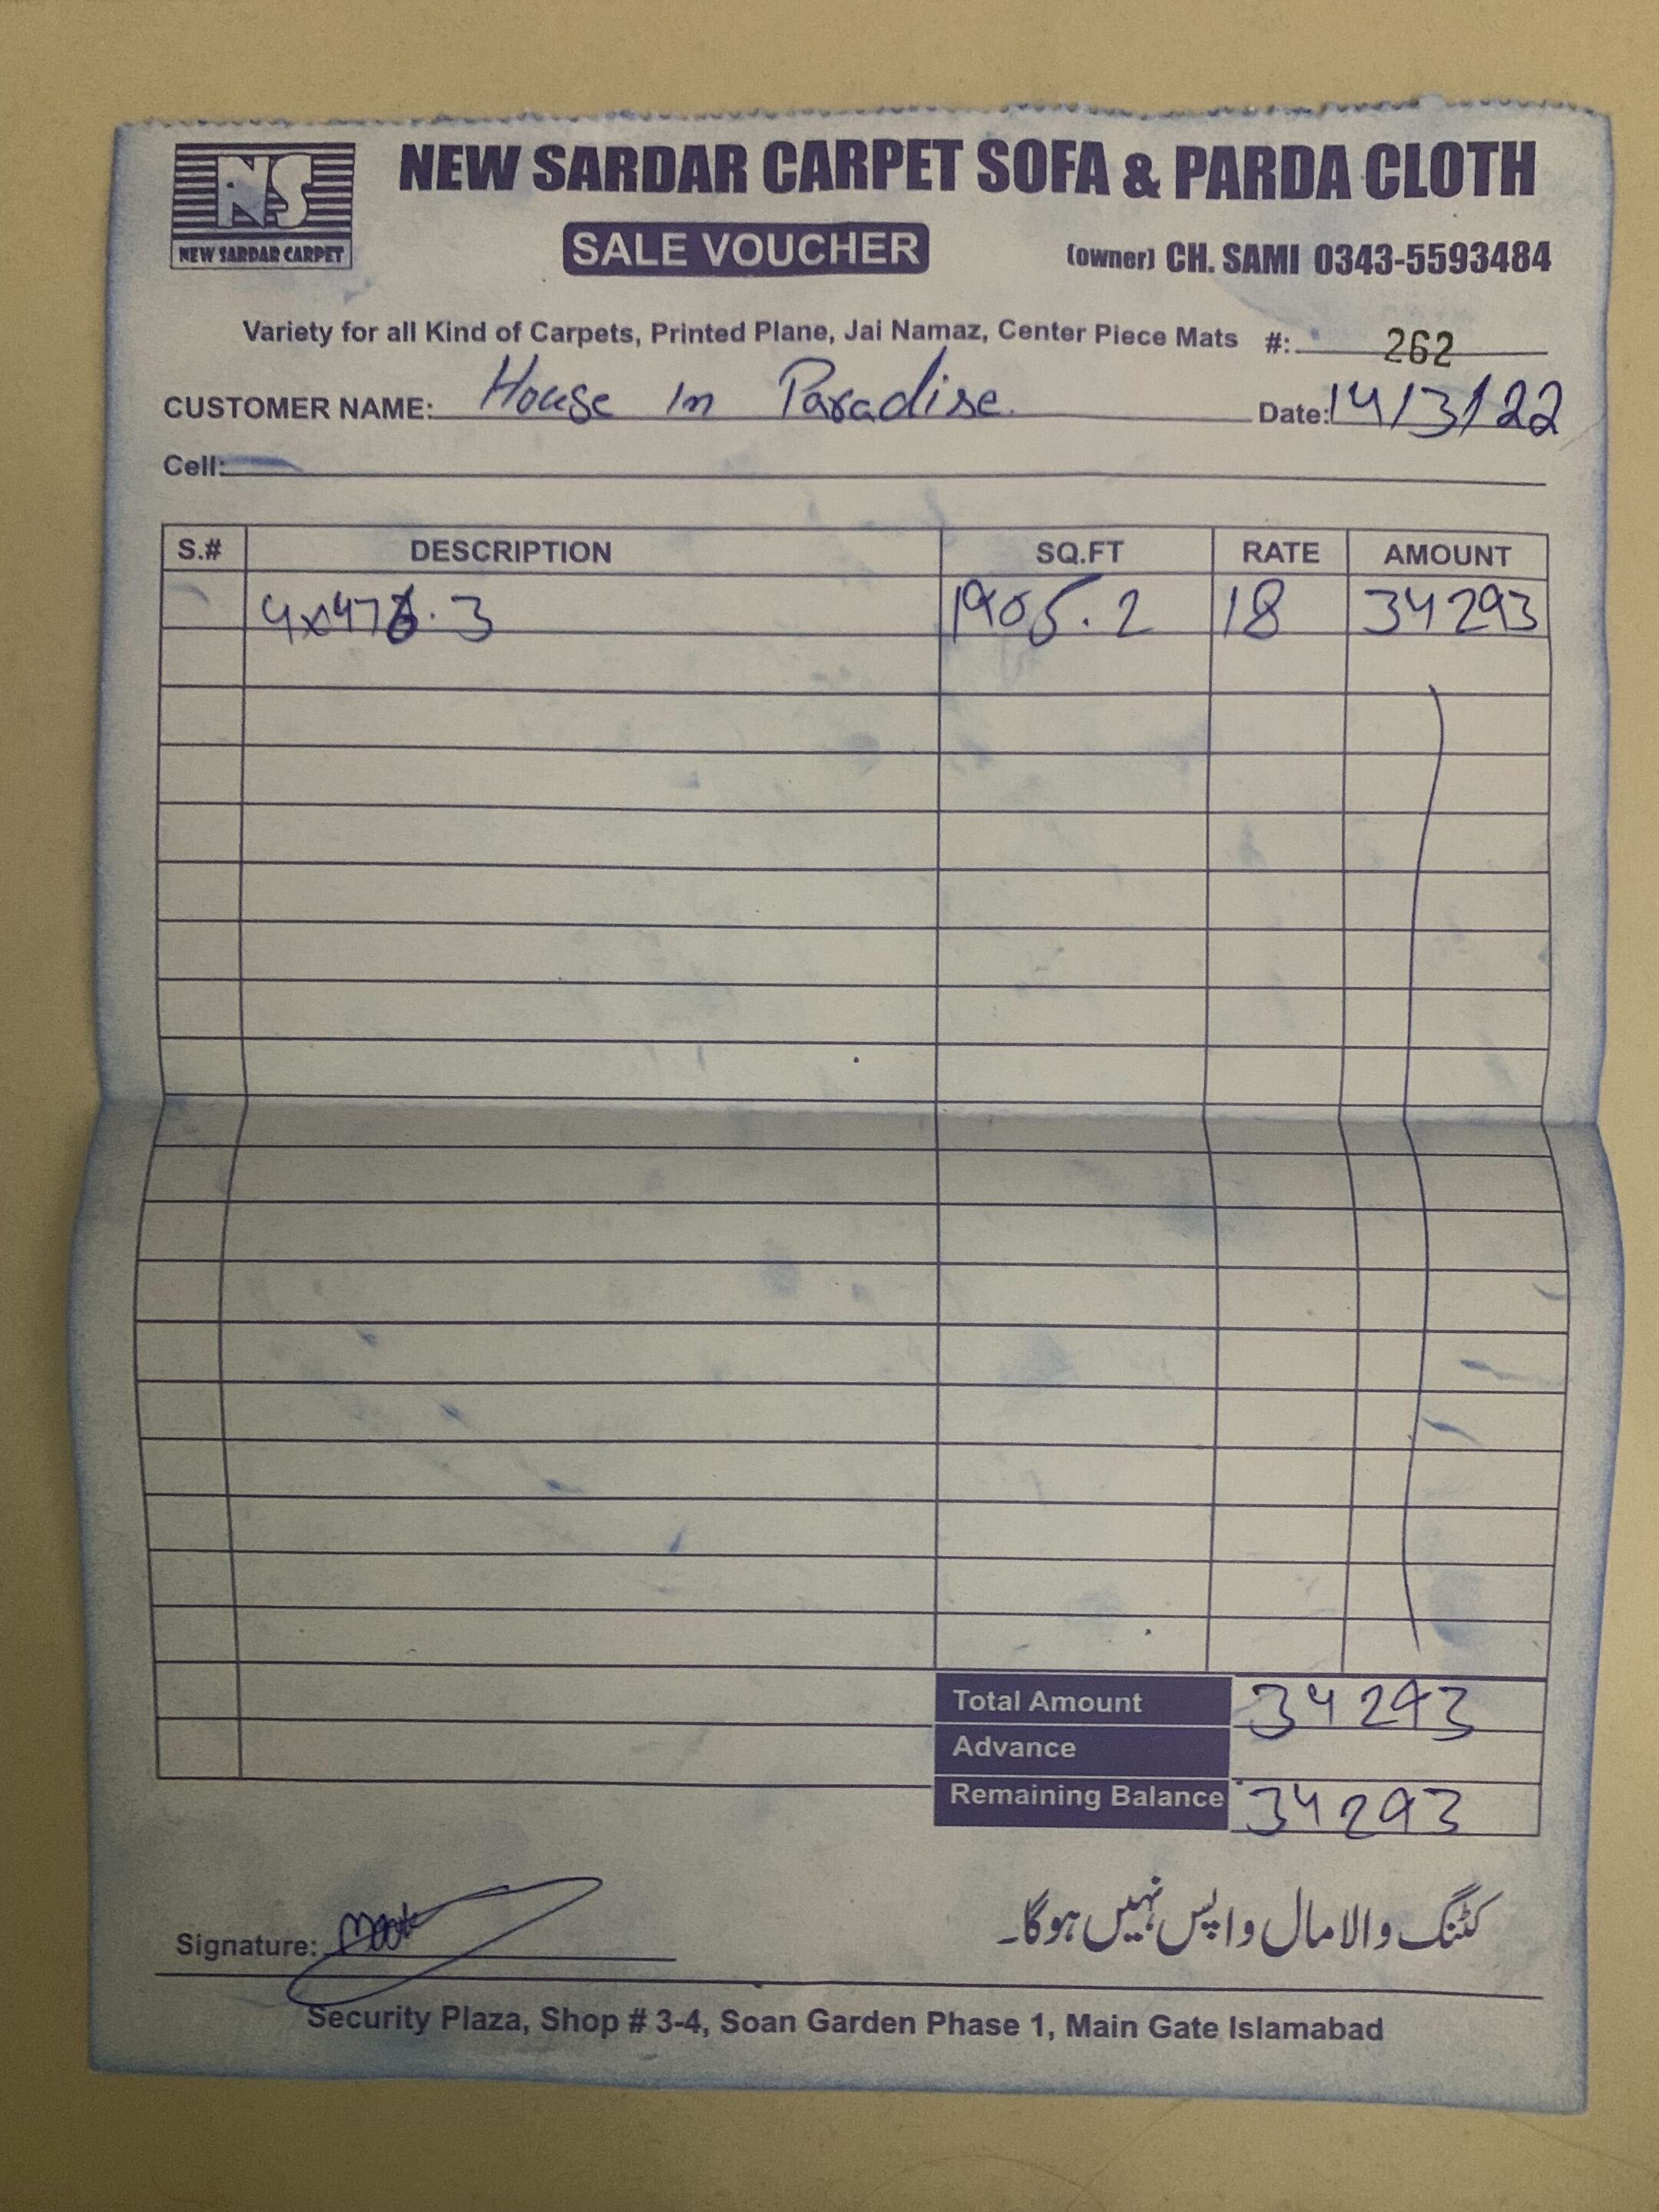 NS
NEW SARDAR CARPET
NEW SARDAR CARPET SOFA & PARDA CLOTH
SALE VOUCHER
(owner) CH. SAMI 0343-5593484
Variety for all Kind of Carpets, Printed Plane, Jai Namaz, Center Piece Mats #: 262
CUSTOMER NAME: House In Paradise Date: 14/3/22
Cell:
S.# DESCRIPTION SQ.FT RATE AMOUNT
1905.2 18 34293
Total Amount 34293
Advance
Remaining Balance 34293
کٹنگ والا مال واپس نہیں ہوگا۔
Signature:
Security Plaza, Shop # 3-4, Soan Garden Phase 1, Main Gate Islamabad